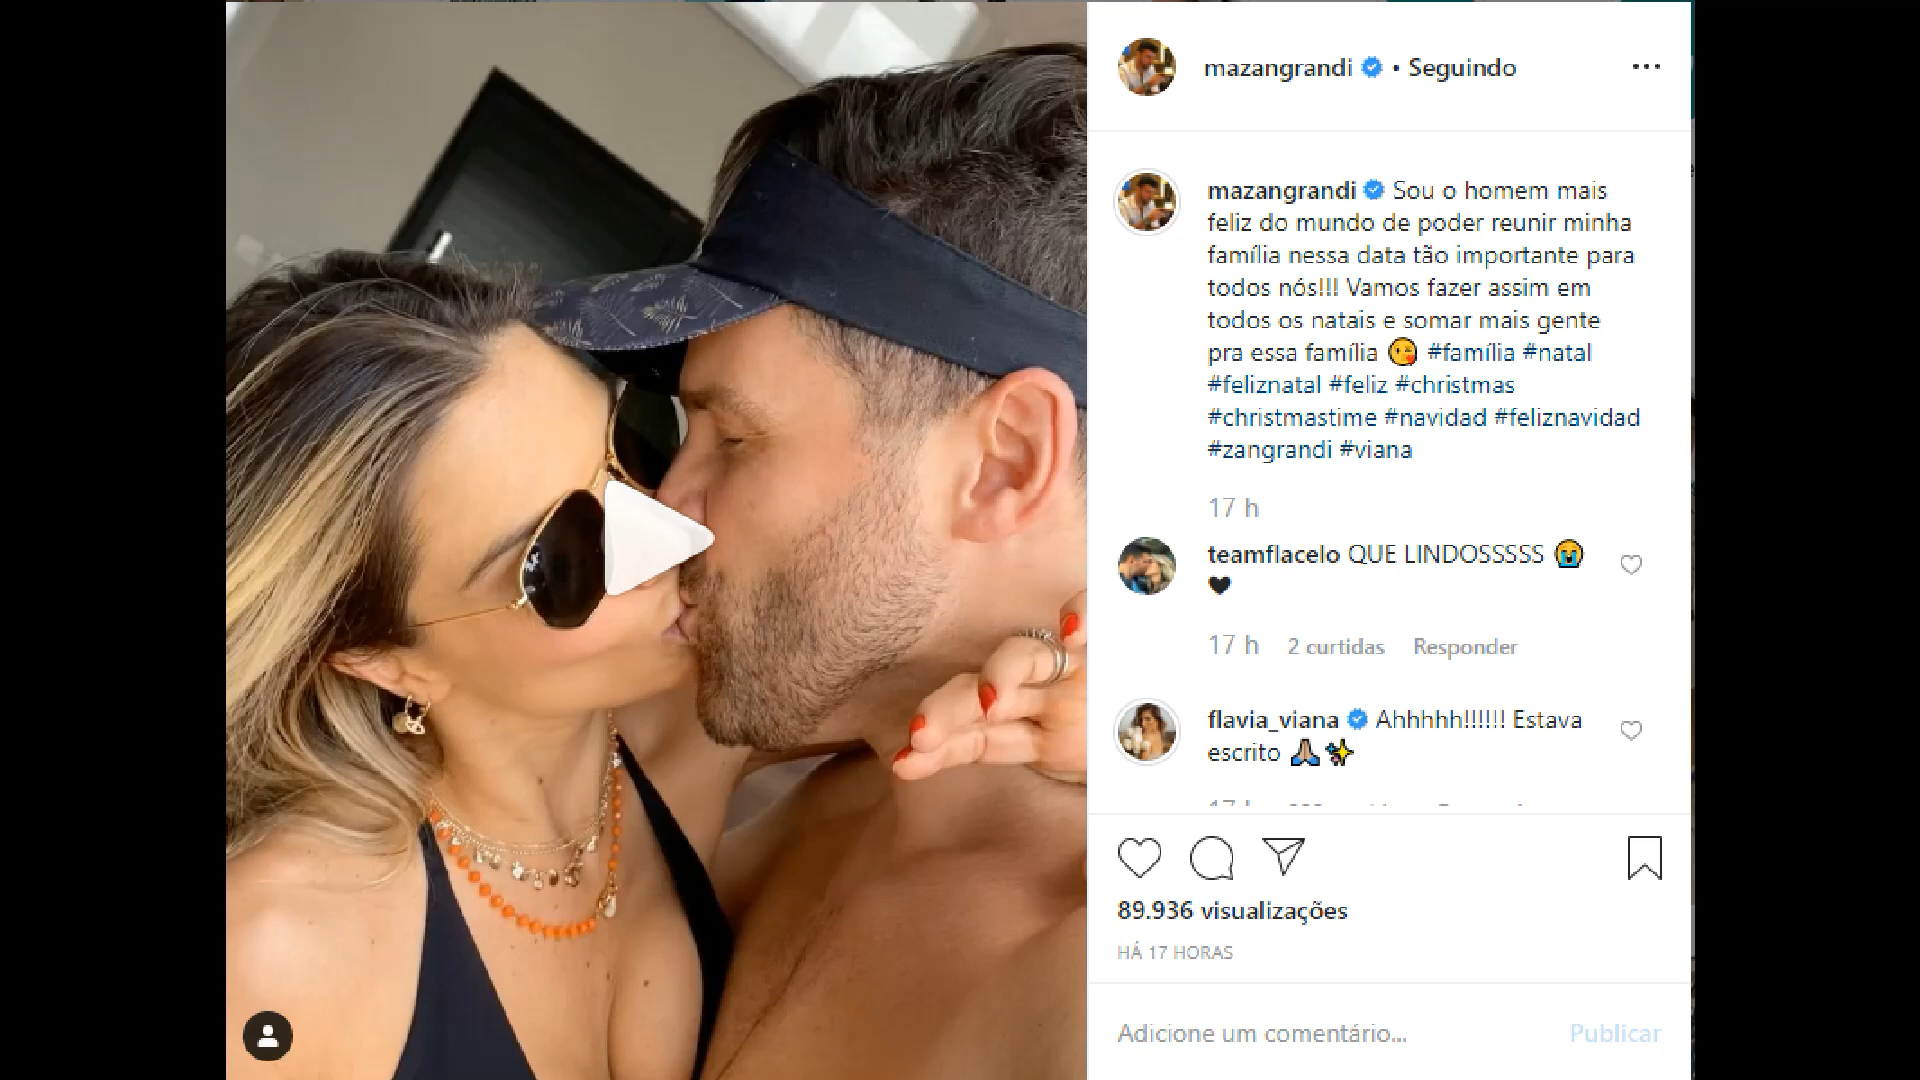 mazangrandi • Seguindo
mazangrandi Sou o homem mais
feliz do mundo de poder reunir minha
família nessa data tão importante para
todos nós!!! Vamos fazer assim em
todos os natais e somar mais gente
pra essa família 😘 #família #natal
#feliznatal #feliz #christmas
#christmastime #navidad #feliznavidad
#zangrandi #viana
17 h
teamflacelo QUE LINDOSSSSS 😭
🖤
17 h 2 curtidas Responder
flavia_viana Ahhhhh!!!!!! Estava
escrito 🙏🏼✨
89.936 visualizações
HÁ 17 HORAS
Adicione um comentário... Publicar